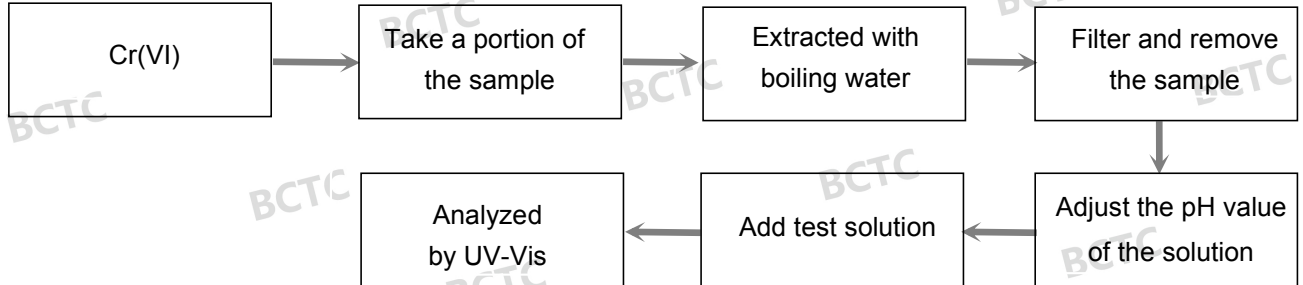 Cr(VI)
Take a portion of
the sample
Extracted with
boiling water
Filter and remove
the sample
Adjust the pH value
of the solution
Add test solution
Analyzed
by UV-Vis
BCTC
BCTC
BCTC
BCTC
BCTC
BCTC
BCTC